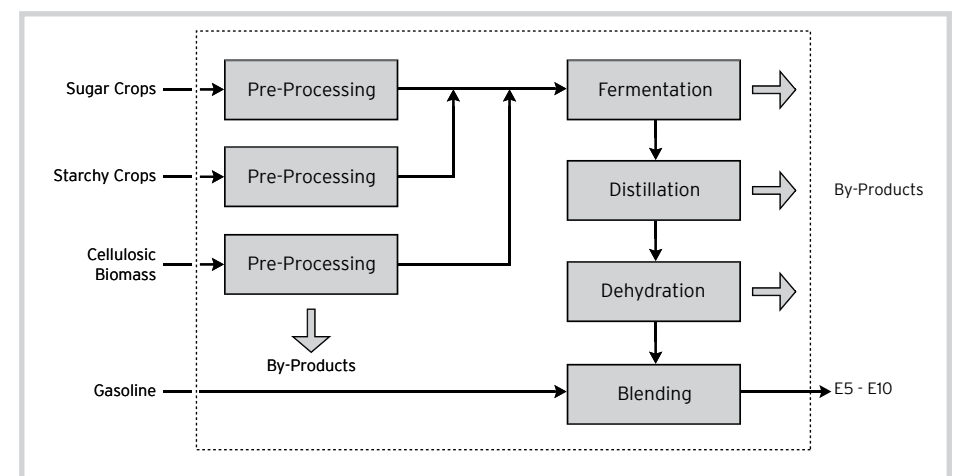 Sugar Crops
Pre-Processing
Fermentation
Starchy Crops
Pre-Processing
Distillation
By-Products
Cellulosic
Biomass
Pre-Processing
Dehydration
By-Products
Gasoline
Blending
E5 - E10